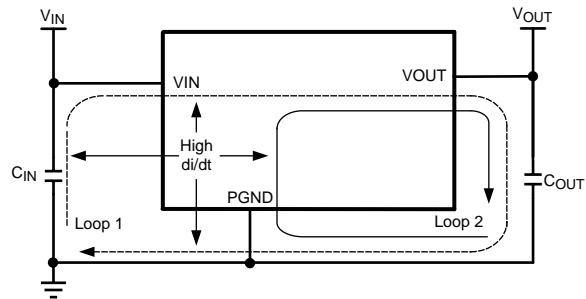 VIN
VOUT
VIN
VOUT
High
di/dt
CIN
COUT
PGND
Loop 1
Loop 2